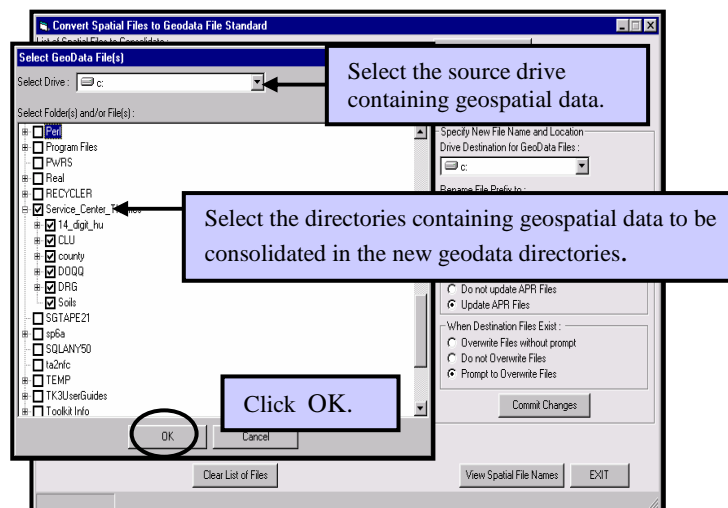 Convert Spatial Files to Geodata File Standard
Select GeoData File(s)
Select Drive :
c:
Select Folder(s) and/or File(s) :
Perl
Program Files
PWRS
Real
RECYCLER
Service_Center_T
14_digit_hu
CLU
county
DOQQ
DRG
Soils
SGTAPE21
sp6a
SQLANY50
ta2nfc
TEMP
TK3UserGuides
Toolkit Info
OK
Cancel
Select the source drive
containing geospatial data.
Select the directories containing geospatial data to be
consolidated in the new geodata directories.
Click OK.
Specify New File Name and Location
Drive Destination for GeoData Files :
c:
Rename File Prefix to :
Do not update APR Files
Update APR Files
When Destination Files Exist :
Overwrite Files without prompt
Do not Overwrite Files
Prompt to Overwrite Files
Commit Changes
Clear List of Files
View Spatial File Names
EXIT